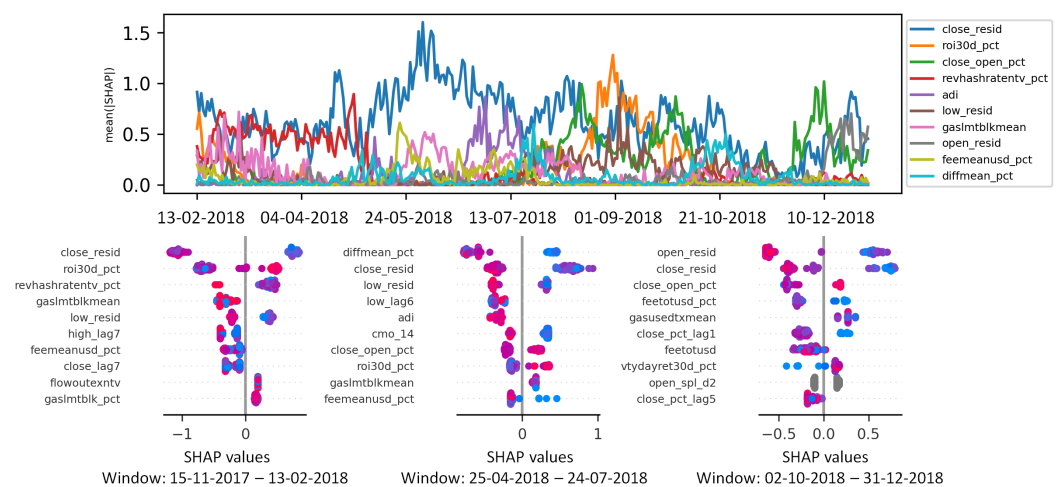 mean(|SHAP|)
1.5
1.0
0.5
0.0
13-02-2018 04-04-2018 24-05-2018 13-07-2018 01-09-2018 21-10-2018 10-12-2018
close_resid
roi30d_pct
close_open_pct
revhashratentv_pct
adi
low_resid
gaslmtblkmean
open_resid
feemeanusd_pct
diffmean_pct
close_resid
roi30d_pct
revhashratentv_pct
gaslmtblkmean
low_resid
high_lag7
feemeanusd_pct
close_lag7
flowoutexntv
gaslmtblk_pct
−1 0
SHAP values
Window: 15-11-2017 – 13-02-2018
diffmean_pct
close_resid
low_resid
low_lag6
adi
cmo_14
close_open_pct
roi30d_pct
gaslmtblkmean
feemeanusd_pct
0 1
SHAP values
Window: 25-04-2018 – 24-07-2018
open_resid
close_resid
close_open_pct
feetotusd_pct
gasusedtxmean
close_pct_lag1
feetotusd
vtydayret30d_pct
open_spl_d2
close_pct_lag5
−0.5 0.0 0.5
SHAP values
Window: 02-10-2018 – 31-12-2018